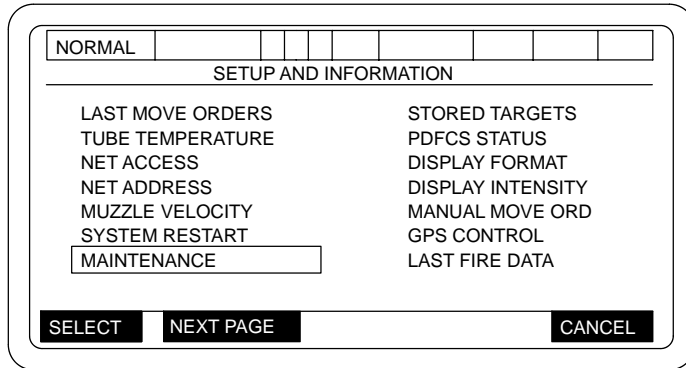 NORMAL
SETUP AND INFORMATION
LAST MOVE ORDERS
TUBE TEMPERATURE
NET ACCESS
NET ADDRESS
MUZZLE VELOCITY
SYSTEM RESTART
MAINTENANCE
STORED TARGETS
PDFCS STATUS
DISPLAY FORMAT
DISPLAY INTENSITY
MANUAL MOVE ORD
GPS CONTROL
LAST FIRE DATA
SELECT NEXT PAGE CANCEL